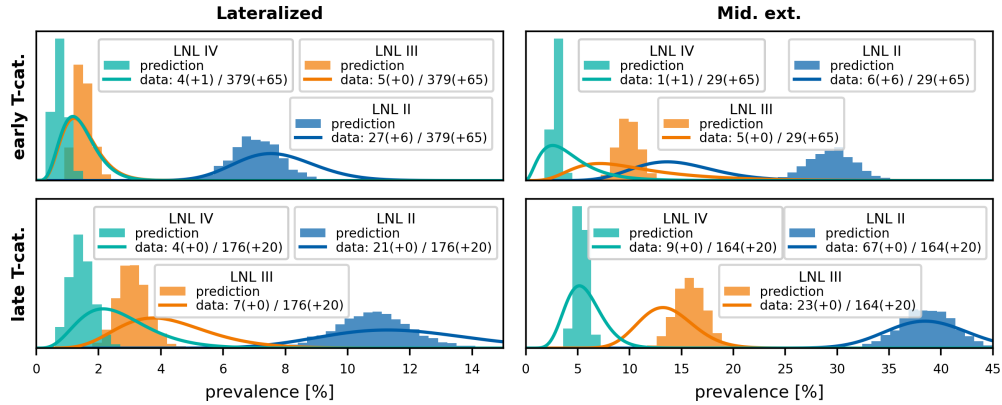 Lateralized
Mid. ext.
early T-cat.
LNL IV
prediction
data: 4(+1) / 379(+65)
LNL III
prediction
data: 5(+0) / 379(+65)
LNL II
prediction
data: 27(+6) / 379(+65)
LNL IV
prediction
data: 1(+1) / 29(+65)
LNL II
prediction
data: 6(+6) / 29(+65)
LNL III
prediction
data: 5(+0) / 29(+65)
late T-cat.
LNL IV
prediction
data: 4(+0) / 176(+20)
LNL II
prediction
data: 21(+0) / 176(+20)
LNL III
prediction
data: 7(+0) / 176(+20)
LNL IV
prediction
data: 9(+0) / 164(+20)
LNL II
prediction
data: 67(+0) / 164(+20)
LNL III
prediction
data: 23(+0) / 164(+20)
0 2 4 6 8 10 12 14
0 5 10 15 20 25 30 35 40 45
prevalence [%]
prevalence [%]